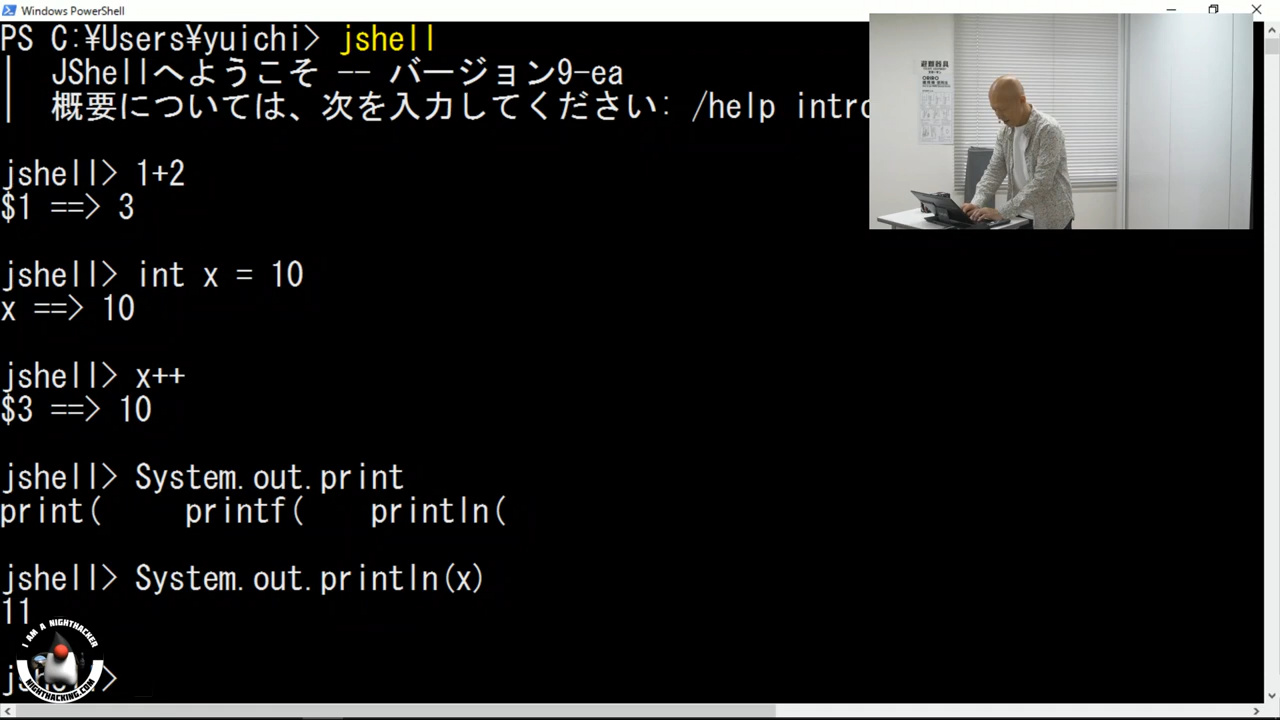 Windows PowerShell
PS C:¥Users¥yuichi> jshell
|  JShellへようこそ -- バージョン9-ea
|  概要については、次を入力してください: /help intro
jshell> 1+2
$1 ==> 3
jshell> int x = 10
x ==> 10
jshell> x++
$3 ==> 10
jshell> System.out.print
print(     printf(    println(
jshell> System.out.println(x)
11
jshell>
I AM A NIGHTHACKER
NIGHTHACKING.COM